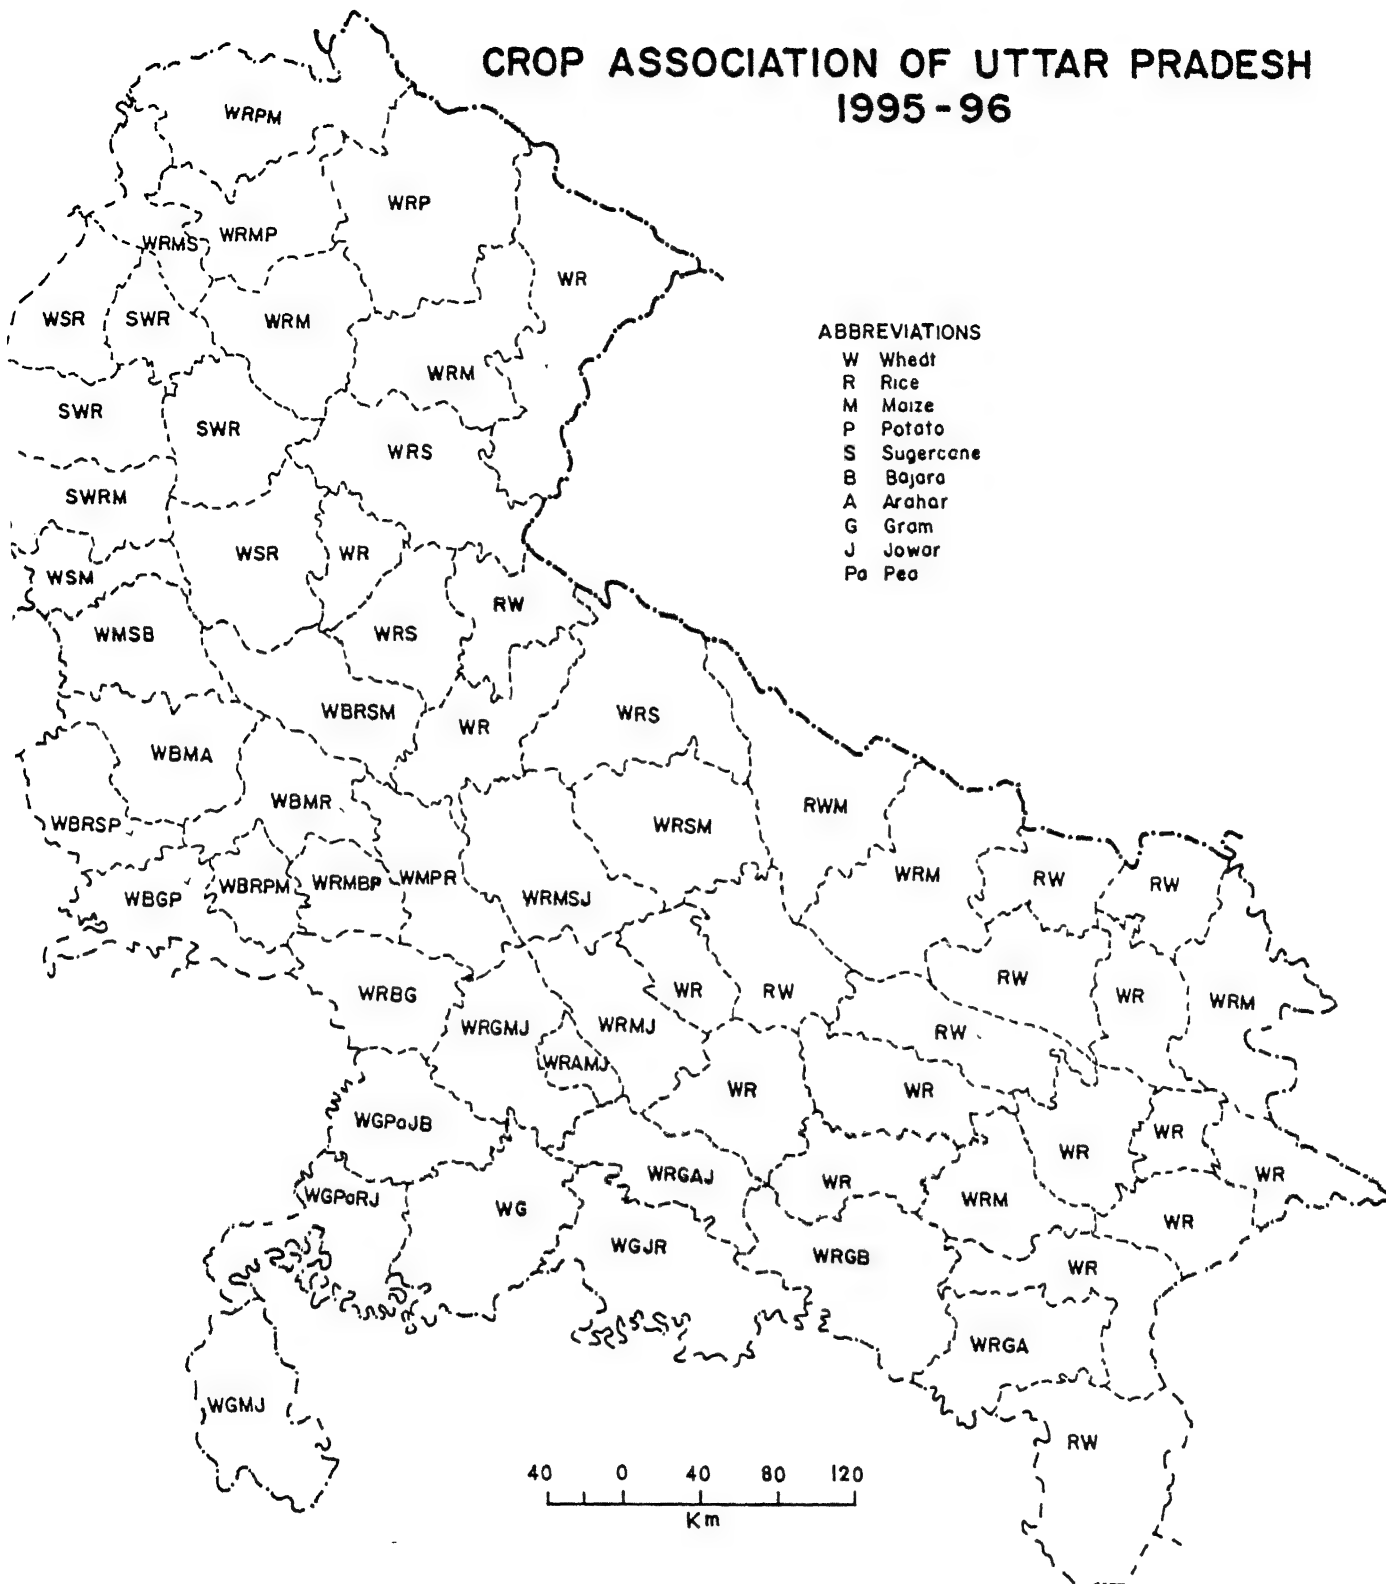 CROP ASSOCIATION OF UTTAR PRADESH
1995-96
WRPM
WRP
WRMS
WRMP
WR
WSR
SWR
WRM
WRM
SWR
SWR
WRS
SWRM
WSR
WR
WSM
RW
WMSB
WRS
WBRSM
WR
WRS
WBMA
WBMR
WBRSP
RWM
WRSM
WBGP
WBRPM
WRMBP
WMPR
WRMSJ
WRM
RW
RW
WRBG
WRGMJ
WRMJ
WR
RW
RW
WR
WRM
RW
WRAMJ
WR
WR
WGPaJB
WR
WR
WRGAJ
WR
WR
WGPaRJ
WG
WRM
WR
WGJR
WRGB
WR
WRGA
WGMJ
RW
ABBREVIATIONS
W Wheat
R Rice
M Maize
P Potato
S Sugercane
B Bajara
A Arahar
G Gram
J Jowar
Pa Pea
40 0 40 80 120
Km